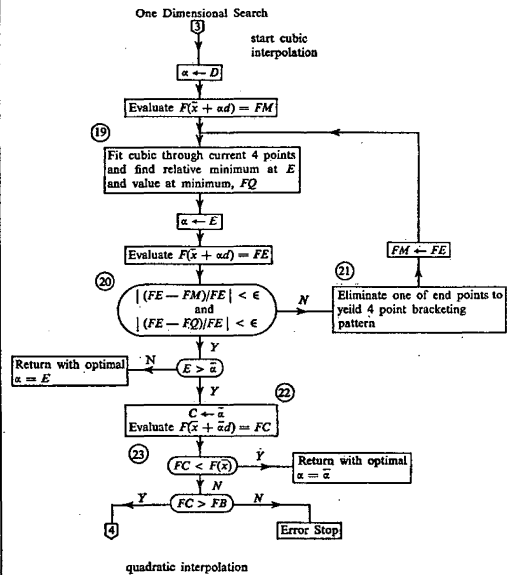 One Dimensional Search
3
start cubic
interpolation
α ← D
Evaluate F(x̄ + αd) = FM
19
Fit cubic through current 4 points
and find relative minimum at E
and value at minimum, FQ
α ← E
FM ← FE
Evaluate F(x̄ + αd) = FE
20
21
| (FE − FM)/FE | < ϵ
and
| (FE − FQ)/FE | < ϵ
N
Eliminate one of end points to
yeild 4 point bracketing
pattern
Y
Return with optimal
α = E
N
E > ᾱ
Y
22
C ← ᾱ
Evaluate F(x̄ + ᾱd) = FC
23
FC < F(x̄)
Y
Return with optimal
α = ᾱ
N
Y
FC > FB
N
4
Error Stop
quadratic interpolation